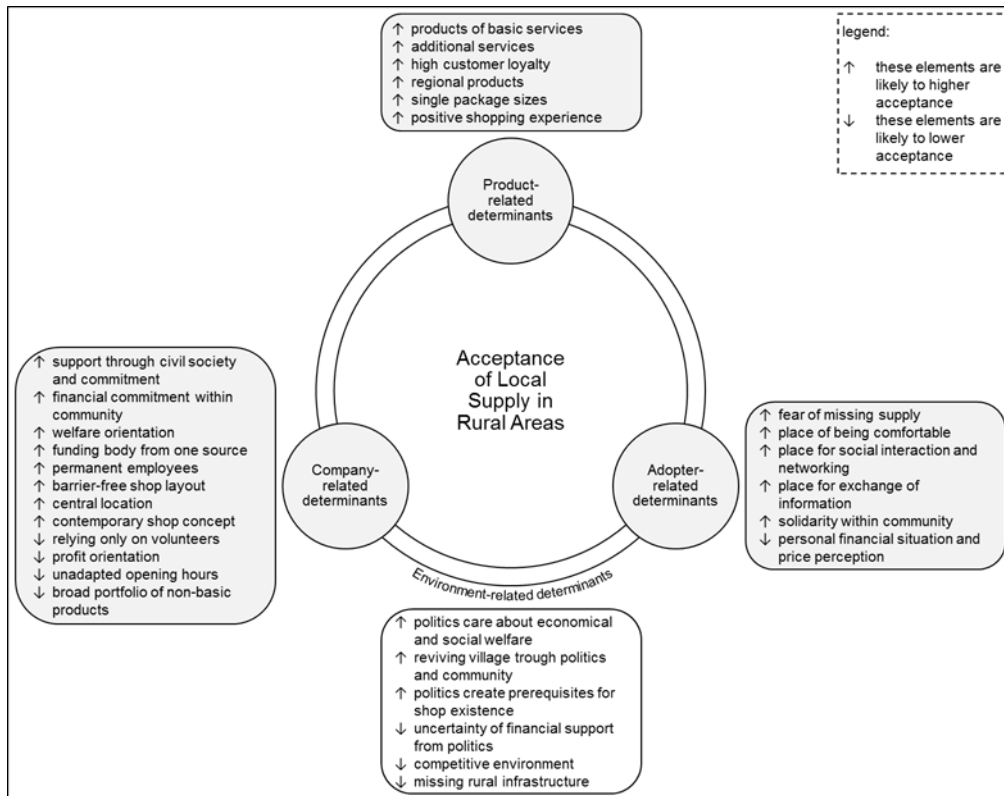 ↑ products of basic services
↑ additional services
↑ high customer loyalty
↑ regional products
↑ single package sizes
↑ positive shopping experience
legend:
↑ these elements are
likely to higher
acceptance
↓ these elements are
likely to lower
acceptance
Product-
related
determinants
Acceptance
of Local
Supply in
Rural Areas
↑ support through civil society
and commitment
↑ financial commitment within
community
↑ welfare orientation
↑ funding body from one source
↑ permanent employees
↑ barrier-free shop layout
↑ central location
↑ contemporary shop concept
↓ relying only on volunteers
↓ profit orientation
↓ unadapted opening hours
↓ broad portfolio of non-basic
products
Company-
related
determinants
Adopter-
related
determinants
↑ fear of missing supply
↑ place of being comfortable
↑ place for social interaction and
networking
↑ place for exchange of
information
↑ solidarity within community
↓ personal financial situation and
price perception
Environment-related determinants
↑ politics care about economical
and social welfare
↑ reviving village trough politics
and community
↑ politics create prerequisites for
shop existence
↓ uncertainty of financial support
from politics
↓ competitive environment
↓ missing rural infrastructure